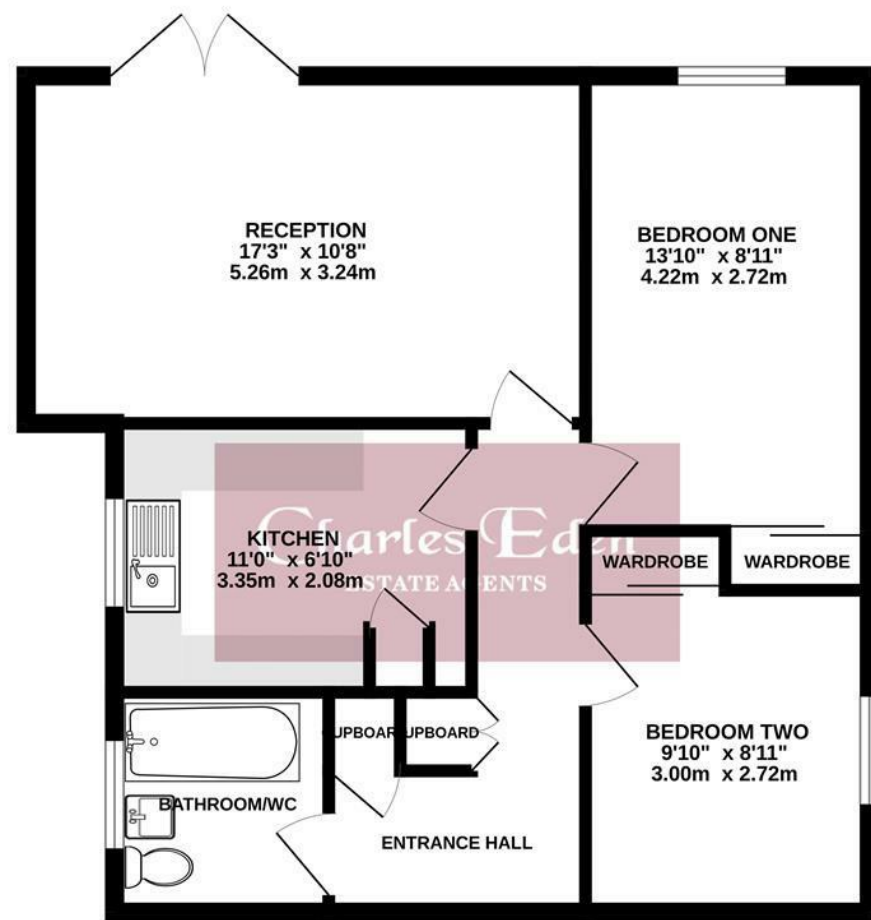 RECEPTION
17'3" x 10'8"
5.26m x 3.24m
BEDROOM ONE
13'10" x 8'11"
4.22m x 2.72m
KITCHEN
11'0" x 6'10"
3.35m x 2.08m
Charles Eden
ESTATE AGENTS
WARDROBE
WARDROBE
CUPBOARD
CUPBOARD
BEDROOM TWO
9'10" x 8'11"
3.00m x 2.72m
BATHROOM/WC
ENTRANCE HALL